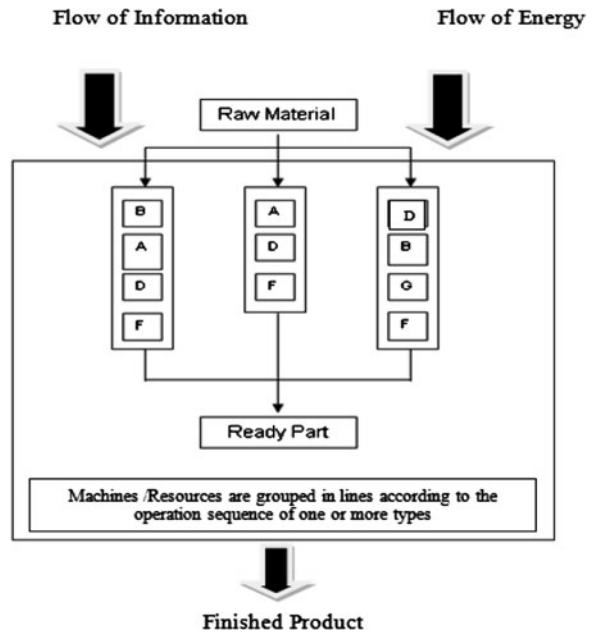 Flow of Information
Flow of Energy
Raw Material
B
A
D
F
A
D
F
D
B
G
F
Ready Part
Machines /Resources are grouped in lines according to the
operation sequence of one or more types
Finished Product